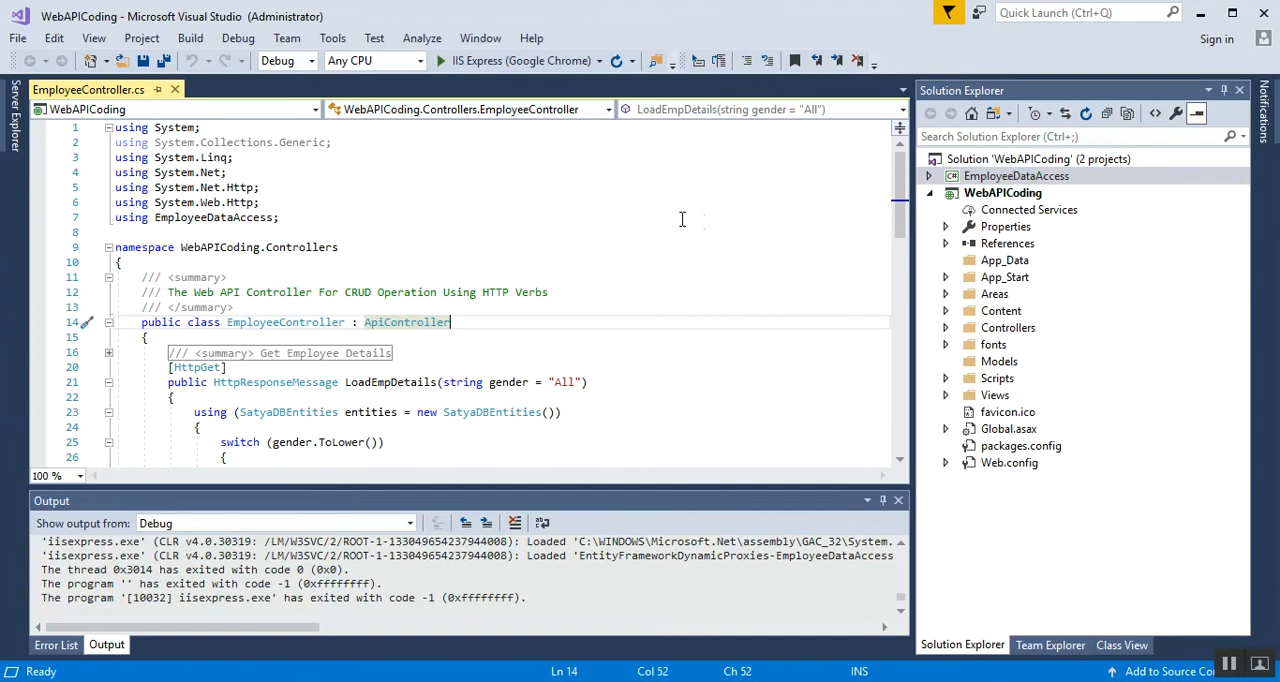 WebAPICoding - Microsoft Visual Studio (Administrator)
Quick Launch (Ctrl+Q)
File Edit View Project Build Debug Team Tools Test Analyze Window Help
Sign in
Debug Any CPU IIS Express (Google Chrome)
Server Explorer
EmployeeController.cs
WebAPICoding WebAPICoding.Controllers.EmployeeController LoadEmpDetails(string gender = "All")
1 using System;
2 using System.Collections.Generic;
3 using System.Linq;
4 using System.Net;
5 using System.Net.Http;
6 using System.Web.Http;
7 using EmployeeDataAccess;
8
9 namespace WebAPICoding.Controllers
10 {
11 /// <summary>
12 /// The Web API Controller For CRUD Operation Using HTTP Verbs
13 /// </summary>
14 public class EmployeeController : ApiController
15 {
16 /// <summary> Get Employee Details
20 [HttpGet]
21 public HttpResponseMessage LoadEmpDetails(string gender = "All")
22 {
23 using (SatyaDBEntities entities = new SatyaDBEntities())
24 {
25 switch (gender.ToLower())
26 {
100 %
Output
Show output from: Debug
'iisexpress.exe' (CLR v4.0.30319: /LM/W3SVC/2/ROOT-1-133049654237944008): Loaded 'C:\WINDOWS\Microsoft.Net\assembly\GAC_32\System.
'iisexpress.exe' (CLR v4.0.30319: /LM/W3SVC/2/ROOT-1-133049654237944008): Loaded 'EntityFrameworkDynamicProxies-EmployeeDataAccess
The thread 0x3014 has exited with code 0 (0x0).
The program '' has exited with code -1 (0xffffffff).
The program '[10032] iisexpress.exe' has exited with code -1 (0xffffffff).
Error List Output
Solution Explorer
Search Solution Explorer (Ctrl+;)
Solution 'WebAPICoding' (2 projects)
C# EmployeeDataAccess
WebAPICoding
Connected Services
Properties
References
App_Data
App_Start
Areas
Content
Controllers
fonts
Models
Scripts
Views
favicon.ico
Global.asax
packages.config
Web.config
Solution Explorer Team Explorer Class View
Notifications
Ready Ln 14 Col 52 Ch 52 INS Add to Source Co